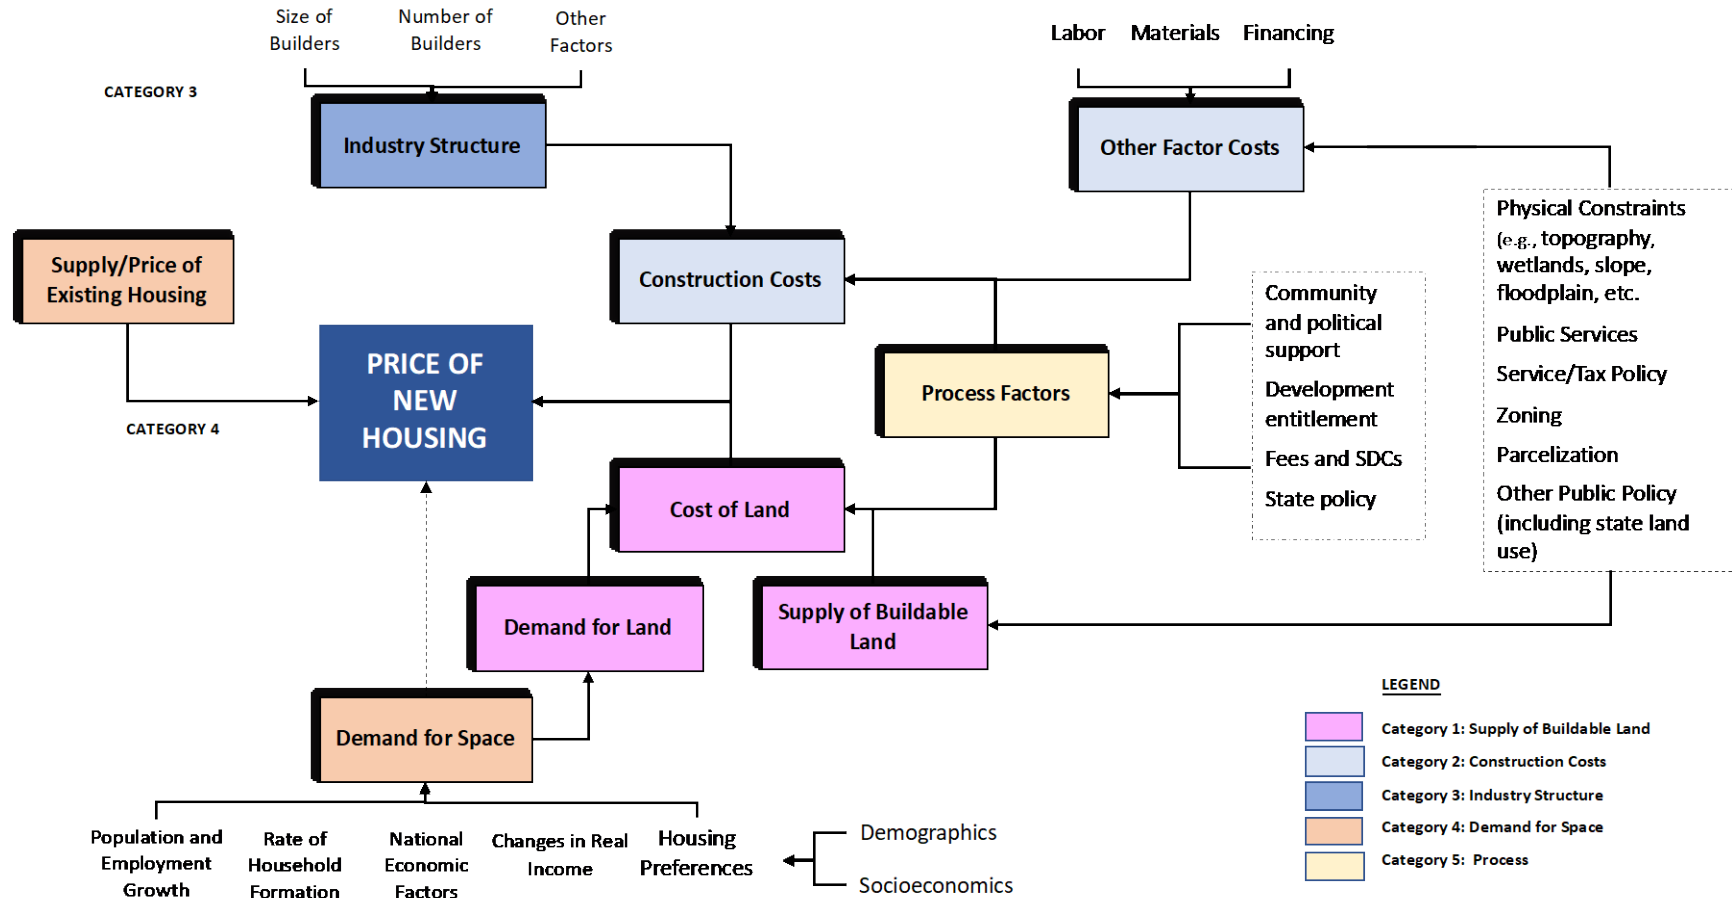 Size of
Builders
Number of
Builders
Other
Factors
Labor
Materials
Financing
CATEGORY 3
Industry Structure
Other Factor Costs
Supply/Price of
Existing Housing
Construction Costs
Physical Constraints
(e.g., topography,
wetlands, slope,
floodplain, etc.
Public Services
Service/Tax Policy
Zoning
Parcelization
Other Public Policy
(including state land
use)
Community
and political
support
Development
entitlement
Fees and SDCs
State policy
PRICE OF
NEW
HOUSING
Process Factors
CATEGORY 4
Cost of Land
Demand for Land
Supply of Buildable
Land
Demand for Space
Population and
Employment
Growth
Rate of
Household
Formation
National
Economic
Factors
Changes in Real
Income
Housing
Preferences
Demographics
Socioeconomics
LEGEND
Category 1: Supply of Buildable Land
Category 2: Construction Costs
Category 3: Industry Structure
Category 4: Demand for Space
Category 5: Process